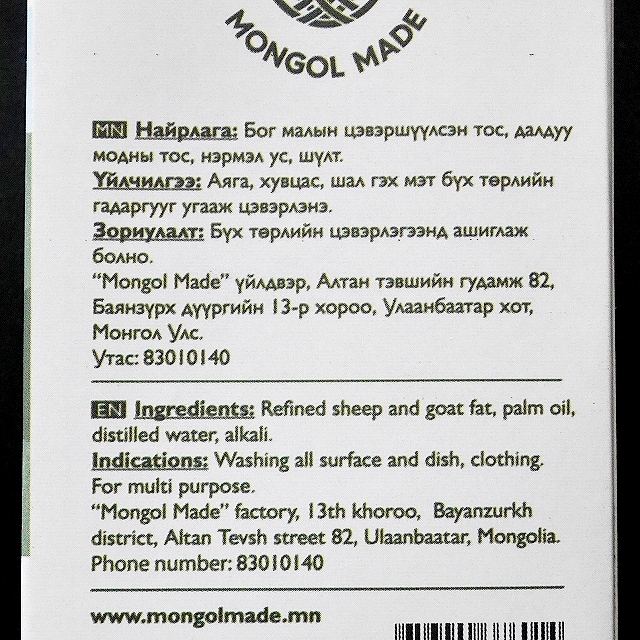 MONGOL MADE
MN Найрлага: Бог малын цэвэршүүлсэн тос, далдуу
модны тос, нэрмэл ус, шүлт.
Үйлчилгээ: Аяга, хувцас, шал гэх мэт бүх төрлийн
гадаргууг угааж цэвэрлэнэ.
Зориулалт: Бүх төрлийн цэвэрлэгээнд ашиглаж
болно.
“Mongol Made” үйлдвэр, Алтан тэвшийн гудамж 82,
Баянзүрх дүүргийн 13-р хороо, Улаанбаатар хот,
Монгол Улс.
Утас: 83010140
EN Ingredients: Refined sheep and goat fat, palm oil,
distilled water, alkali.
Indications: Washing all surface and dish, clothing.
For multi purpose.
“Mongol Made” factory, 13th khoroo, Bayanzurkh
district, Altan Tevsh street 82, Ulaanbaatar, Mongolia.
Phone number: 83010140
www.mongolmade.mn